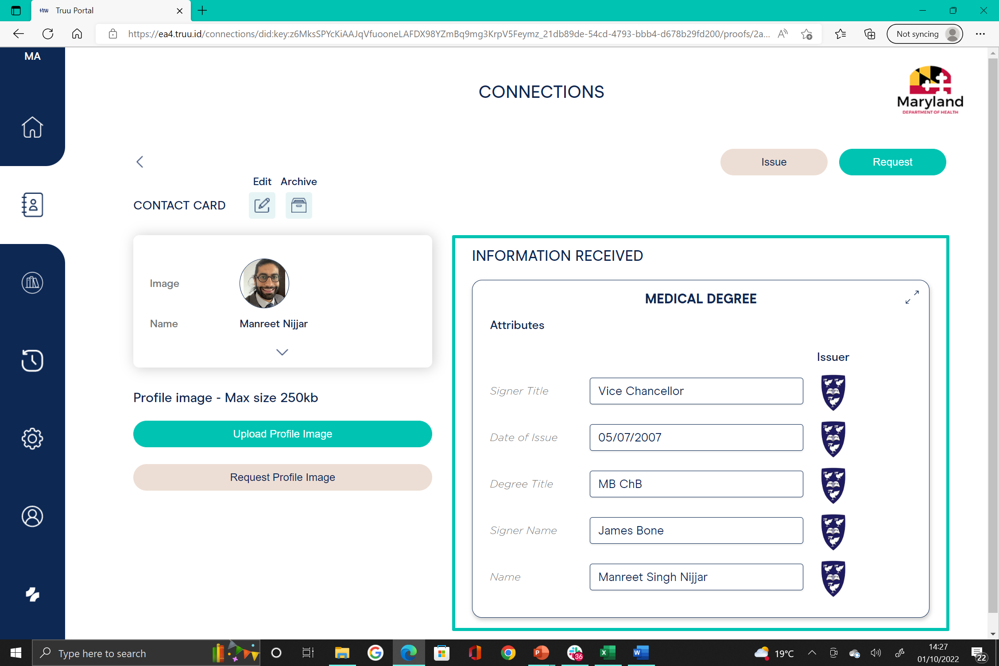 Truu Portal
https://ea4.truu.id/connections/did:key:z6MksSPYcKiAAJqVfuooneLAFDX98YZmBq9mg3KrpV5Feymz_21db89de-54cd-4793-bbb4-d678b29fd200/proofs/2a...
Not syncing
MA
CONNECTIONS
Maryland
DEPARTMENT OF HEALTH
Issue
Request
Edit
Archive
CONTACT CARD
Image
Name
Manreet Nijjar
Profile image - Max size 250kb
Upload Profile Image
Request Profile Image
INFORMATION RECEIVED
MEDICAL DEGREE
Attributes
Issuer
Signer Title
Vice Chancellor
Date of Issue
05/07/2007
Degree Title
MB ChB
Signer Name
James Bone
Name
Manreet Singh Nijjar
Type here to search
36
19°C
14:27
01/10/2022
22